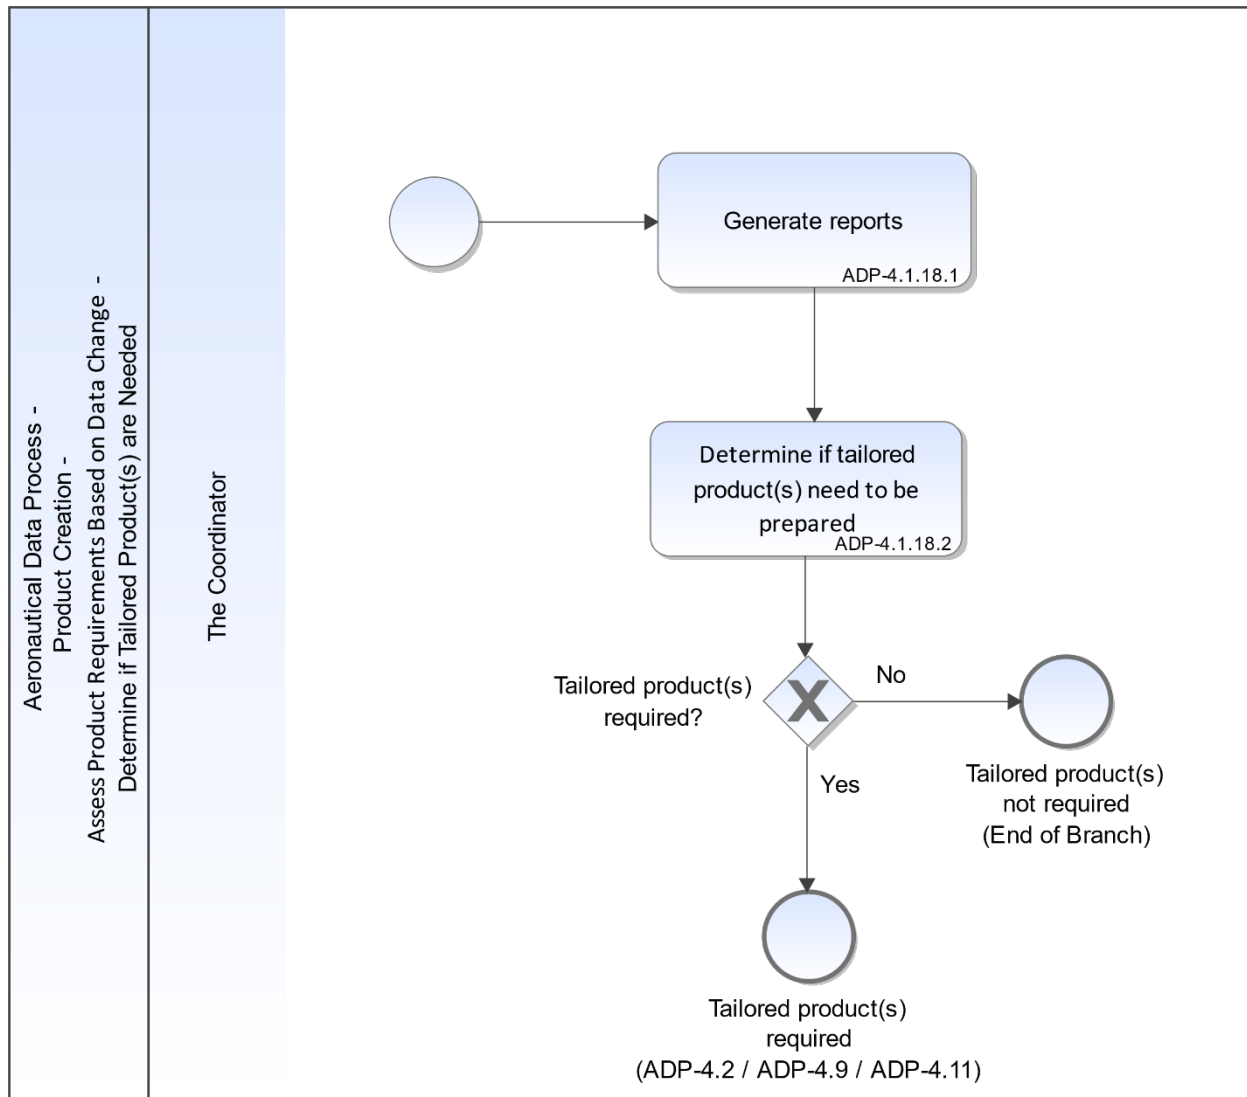 Aeronautical Data Process -
Product Creation -
Assess Product Requirements Based on Data Change -
Determine if Tailored Product(s) are Needed
The Coordinator
Generate reports
ADP-4.1.18.1
Determine if tailored
product(s) need to be
prepared
ADP-4.1.18.2
Tailored product(s)
required?
X
No
Yes
Tailored product(s)
not required
(End of Branch)
Tailored product(s)
required
(ADP-4.2 / ADP-4.9 / ADP-4.11)